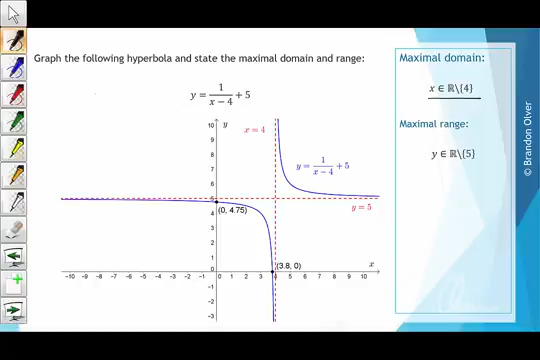 Graph the following hyperbola and state the maximal domain and range:
y = 1/(x − 4) + 5
Maximal domain:
x ∈ ℝ\{4}
Maximal range:
y ∈ ℝ\{5}
© Brandon Olver
y
x = 4
y = 1/(x − 4) + 5
y = 5
(0, 4.75)
(3.8, 0)
x
10
9
8
7
6
5
4
3
2
1
0
−1
−2
−3
−10 −9 −8 −7 −6 −5 −4 −3 −2 −1 0 1 2 3 4 5 6 7 8 9 10